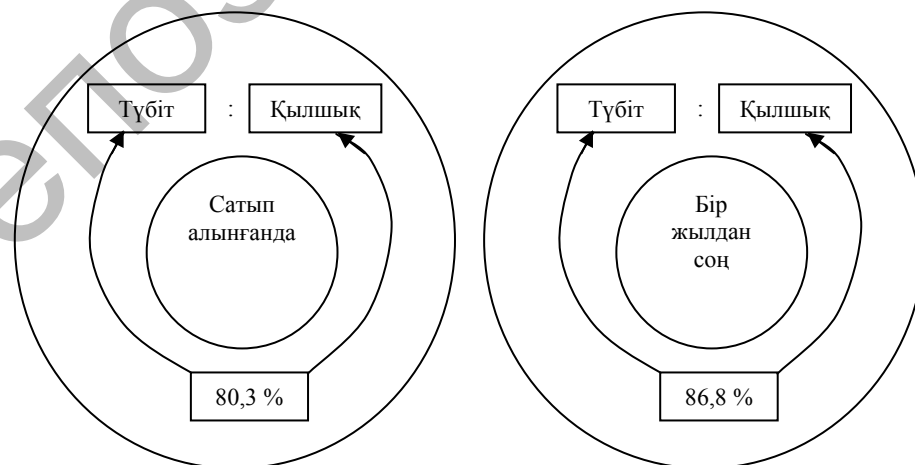 Түбіт : Қылшық
Сатып
алынғанда
80,3 %
Түбіт : Қылшық
Бір
жылдан
соң
86,8 %